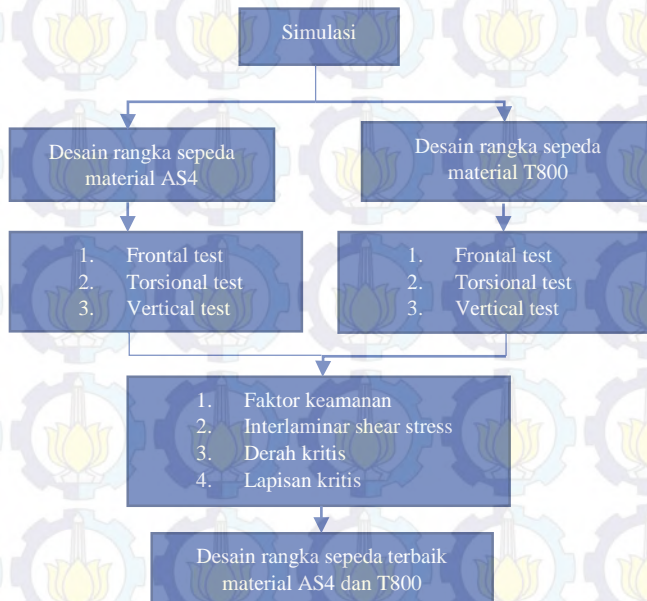 Simulasi
Desain rangka sepeda
material AS4
Desain rangka sepeda
material T800
1. Frontal test
2. Torsional test
3. Vertical test
1. Frontal test
2. Torsional test
3. Vertical test
1. Faktor keamanan
2. Interlaminar shear stress
3. Derah kritis
4. Lapisan kritis
Desain rangka sepeda terbaik
material AS4 dan T800